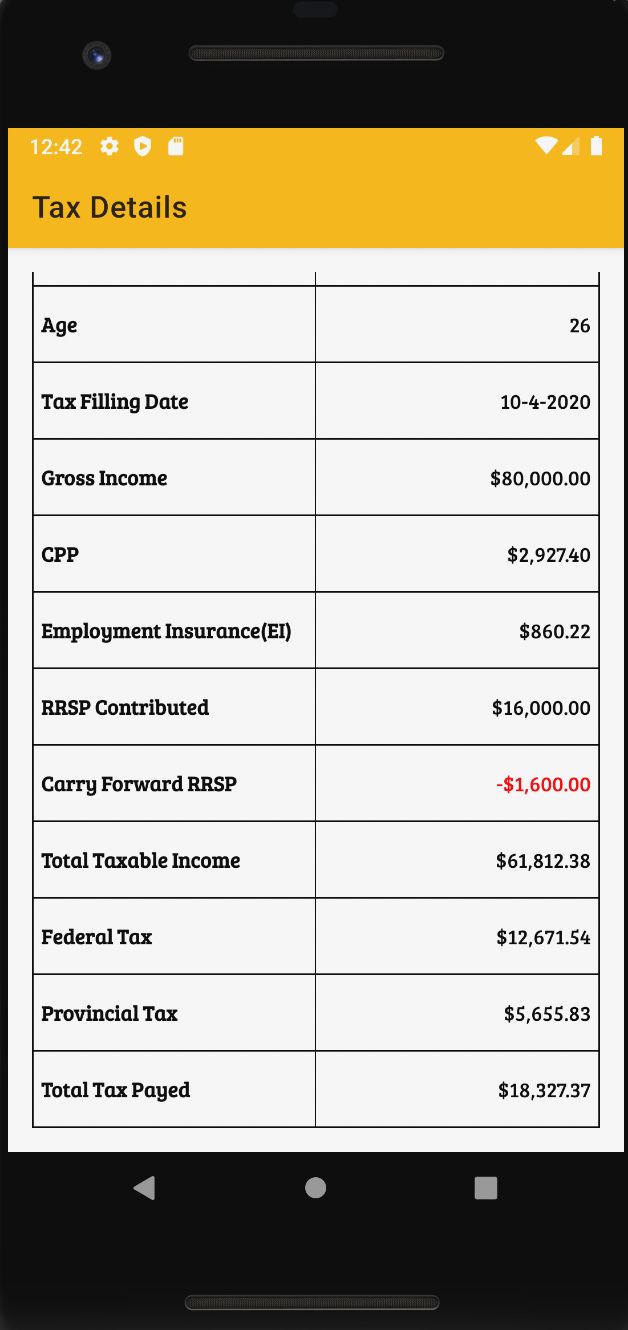 12:42
Tax Details
Age 26
Tax Filling Date 10-4-2020
Gross Income $80,000.00
CPP $2,927.40
Employment Insurance(EI) $860.22
RRSP Contributed $16,000.00
Carry Forward RRSP -$1,600.00
Total Taxable Income $61,812.38
Federal Tax $12,671.54
Provincial Tax $5,655.83
Total Tax Payed $18,327.37